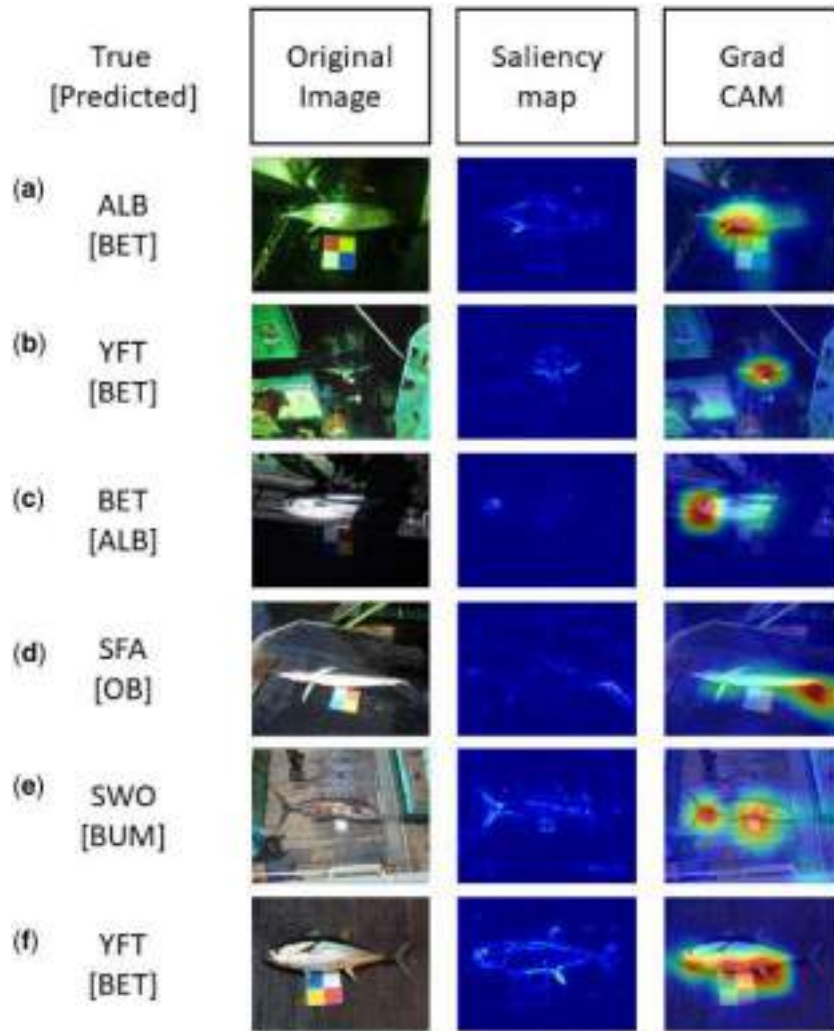 True
[Predicted]
Original
Image
Saliency
map
Grad
CAM
(a)
ALB
[BET]
(b)
YFT
[BET]
(c)
BET
[ALB]
(d)
SFA
[OB]
(e)
SWO
[BUM]
(f)
YFT
[BET]